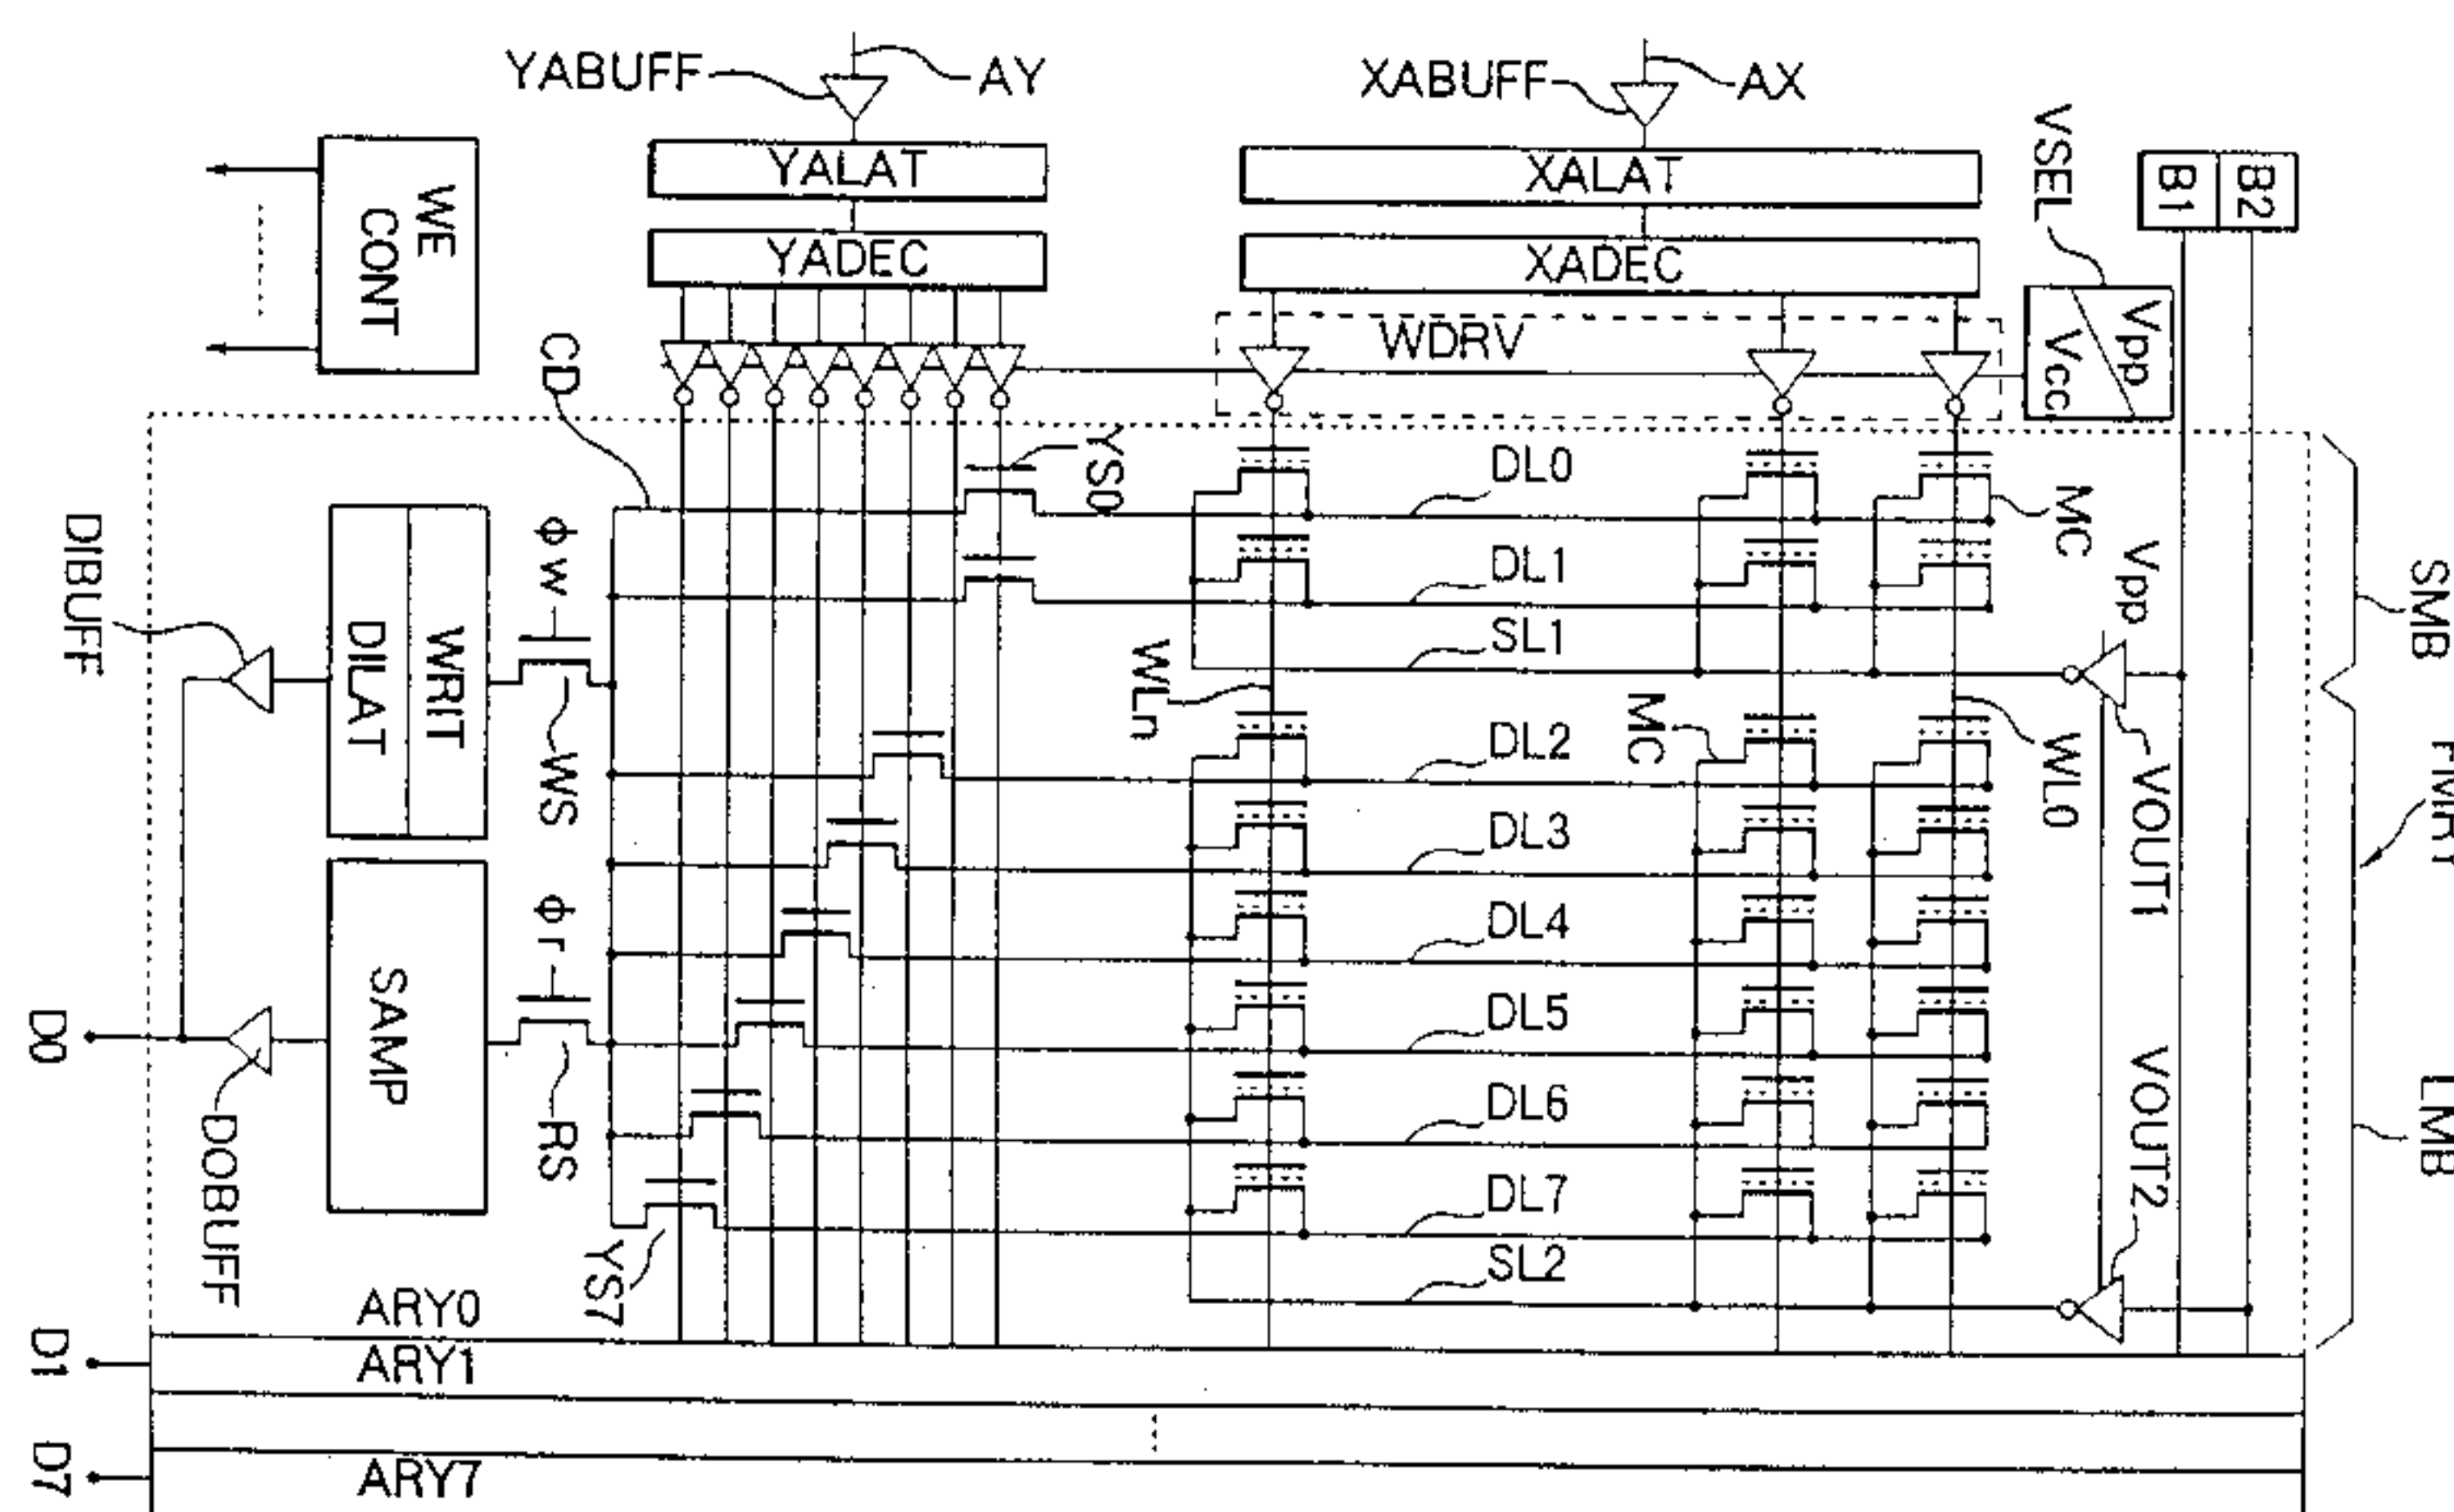 YABUFF
AY
XABUFF
AX
VSEL
B1
B2
WE
CONT
YALAT
XALAT
YADEC
XADEC
WDRV
Vpp
Vcc
CD
YS0
DL0
MC
Vpp
SMB
DIBUFF
DILAT
WRIT
ϕw
WS
DL1
SL1
WLn
MC
WL0
VOUT1
DL2
DL3
DL4
DL5
DL6
DL7
SL2
VOUT2
LMB
SAMP
ϕr
RS
D0
DOBUFF
YS7
ARY0
D1
ARY1
D7
ARY7